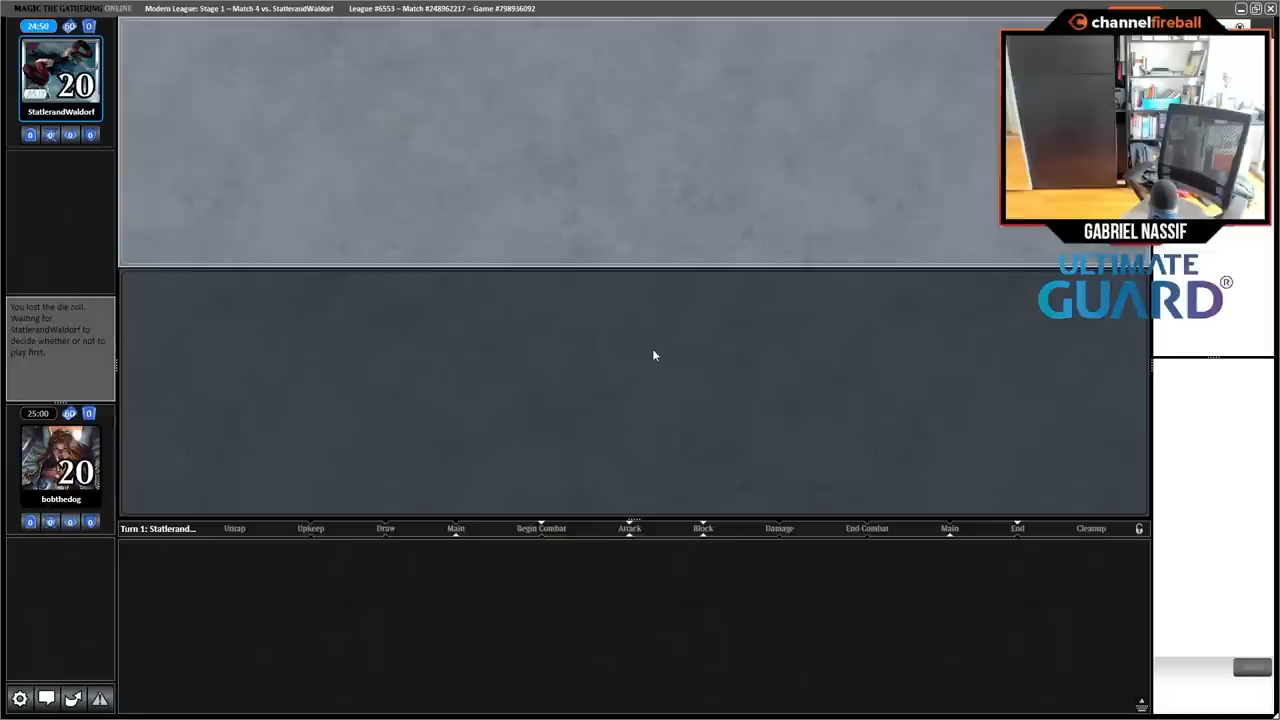 MAGIC THE GATHERING ONLINE
Modern League: Stage 1 – Match 4 vs. StatlerandWaldorf
League #6553 – Match #248962217 – Game #798936092
24:50
60
0
20
StatlerandWaldorf
0 0 0 0
You lost the die roll.
Waiting for
StatlerandWaldorf to
decide whether or not to
play first.
25:00
60
0
20
bobthedog
0 0 0 0
Turn 1: Statlerand...
Untap
Upkeep
Draw
Main
Begin Combat
Attack
Block
Damage
End Combat
Main
End
Cleanup
channelfireball
GABRIEL NASSIF
ULTIMATE
GUARD®